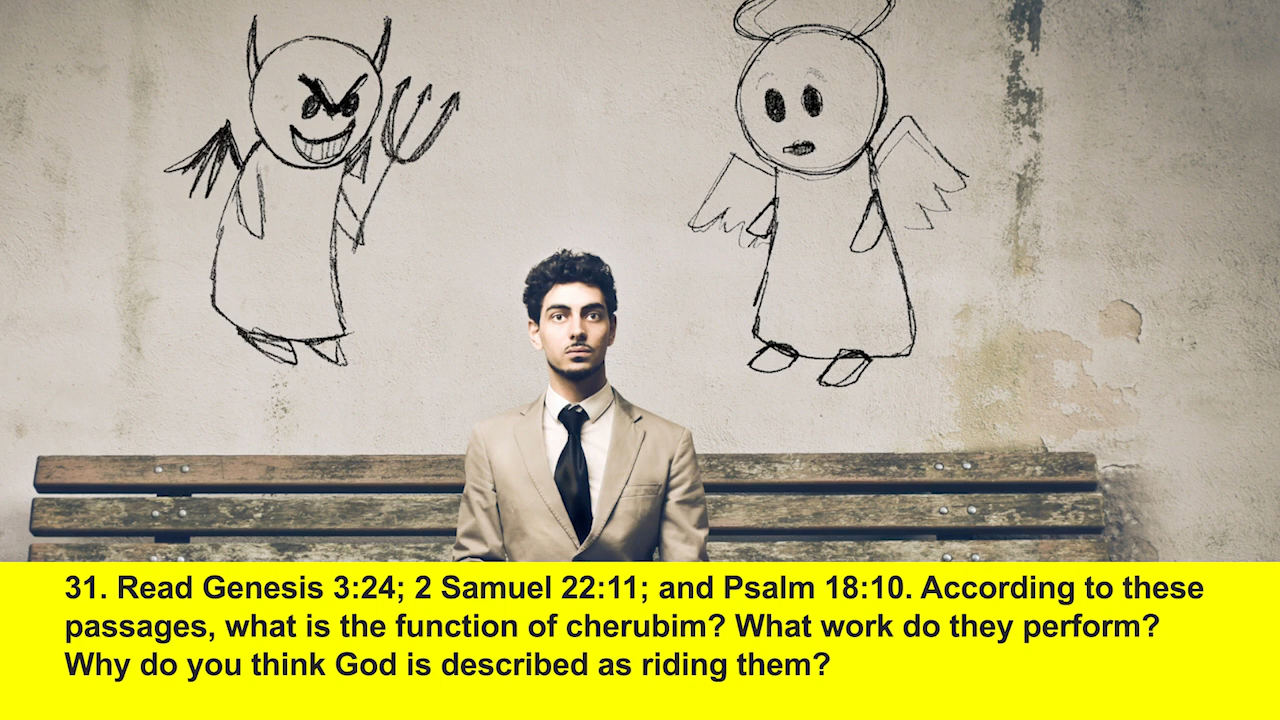 31. Read Genesis 3:24; 2 Samuel 22:11; and Psalm 18:10. According to these
passages, what is the function of cherubim? What work do they perform?
Why do you think God is described as riding them?